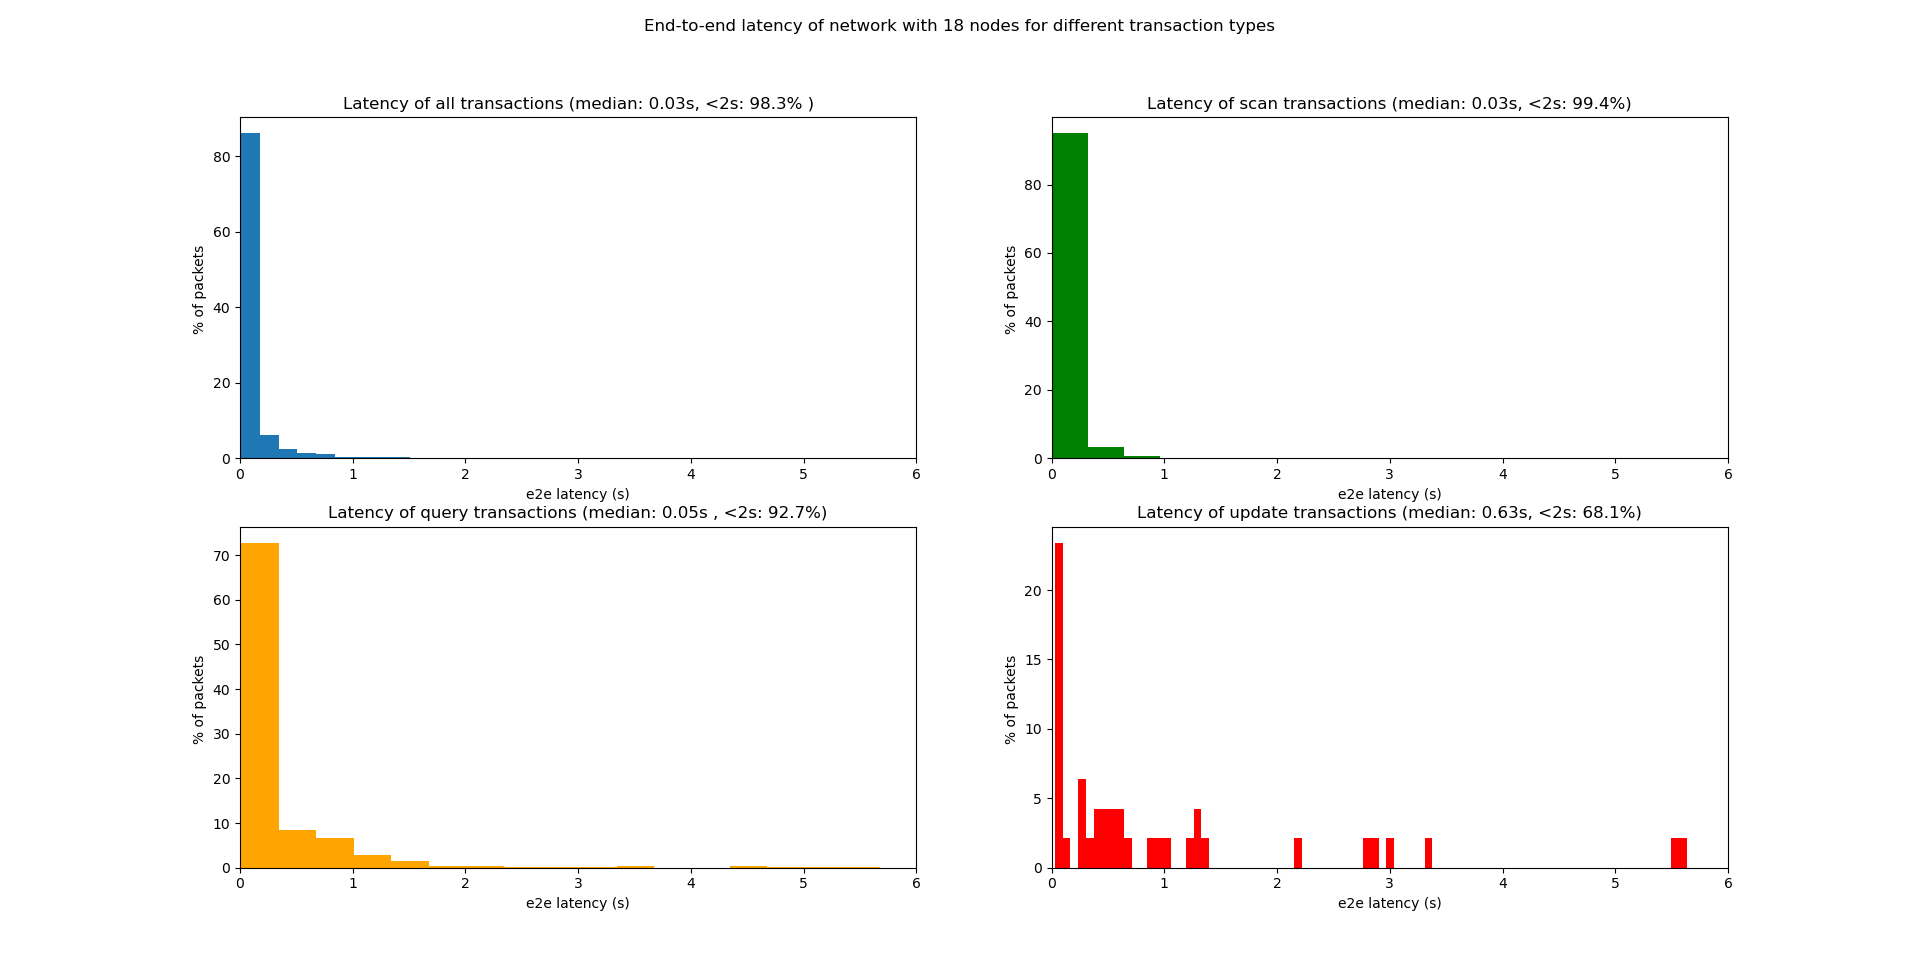 End-to-end latency of network with 18 nodes for different transaction types
Latency of all transactions (median: 0.03s, <2s: 98.3% )
% of packets
80
60
40
20
0
0 1 2 3 4 5 6
e2e latency (s)
Latency of scan transactions (median: 0.03s, <2s: 99.4%)
% of packets
80
60
40
20
0
0 1 2 3 4 5 6
e2e latency (s)
Latency of query transactions (median: 0.05s , <2s: 92.7%)
% of packets
70
60
50
40
30
20
10
0
0 1 2 3 4 5 6
e2e latency (s)
Latency of update transactions (median: 0.63s, <2s: 68.1%)
% of packets
20
15
10
5
0
0 1 2 3 4 5 6
e2e latency (s)